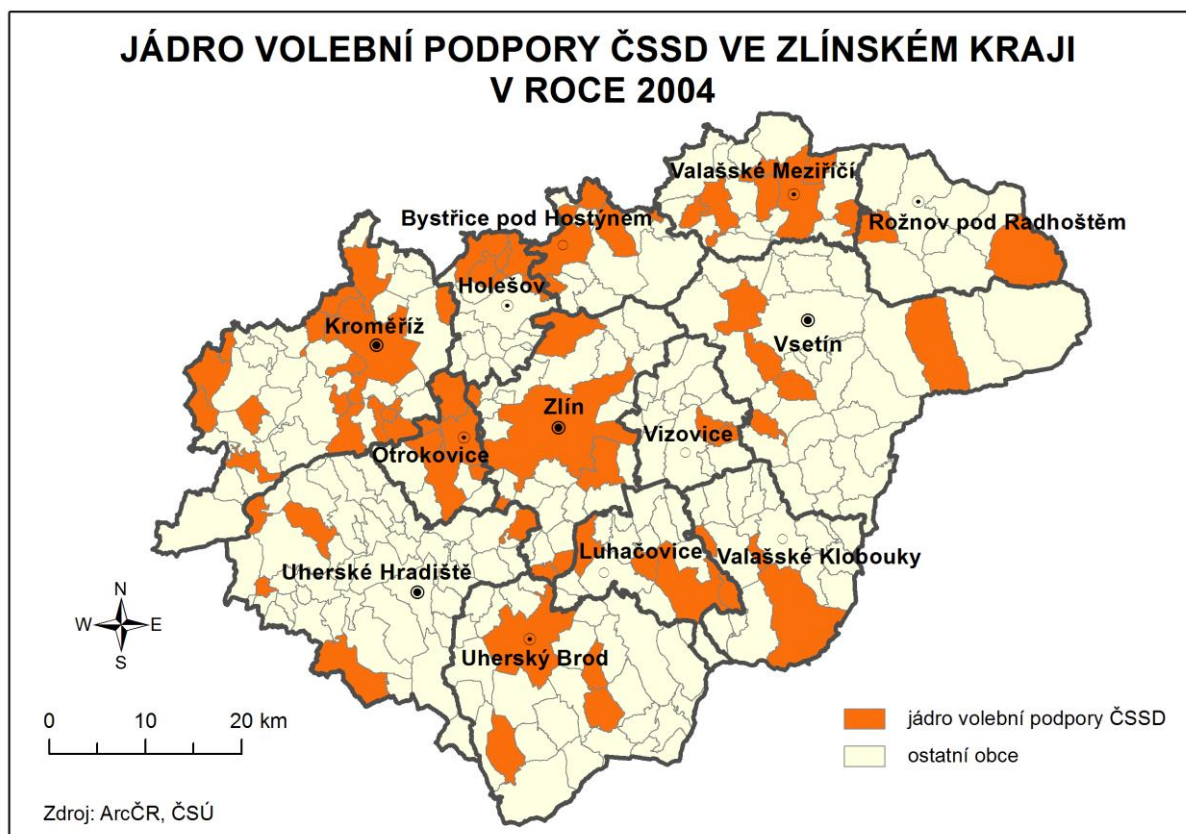 JÁDRO VOLEBNÍ PODPORY ČSSD VE ZLÍNSKÉM KRAJI
V ROCE 2004
Valašské Meziříčí
Bystřice pod Hostýnem
Rožnov pod Radhoštěm
Holešov
Kroměříž
Vsetín
Zlín
Vizovice
Otrokovice
Luhačovice
Valašské Klobouky
Uherské Hradiště
Uherský Brod
N
W E
S
0 10 20 km
jádro volební podpory ČSSD
ostatní obce
Zdroj: ArcČR, ČSÚ